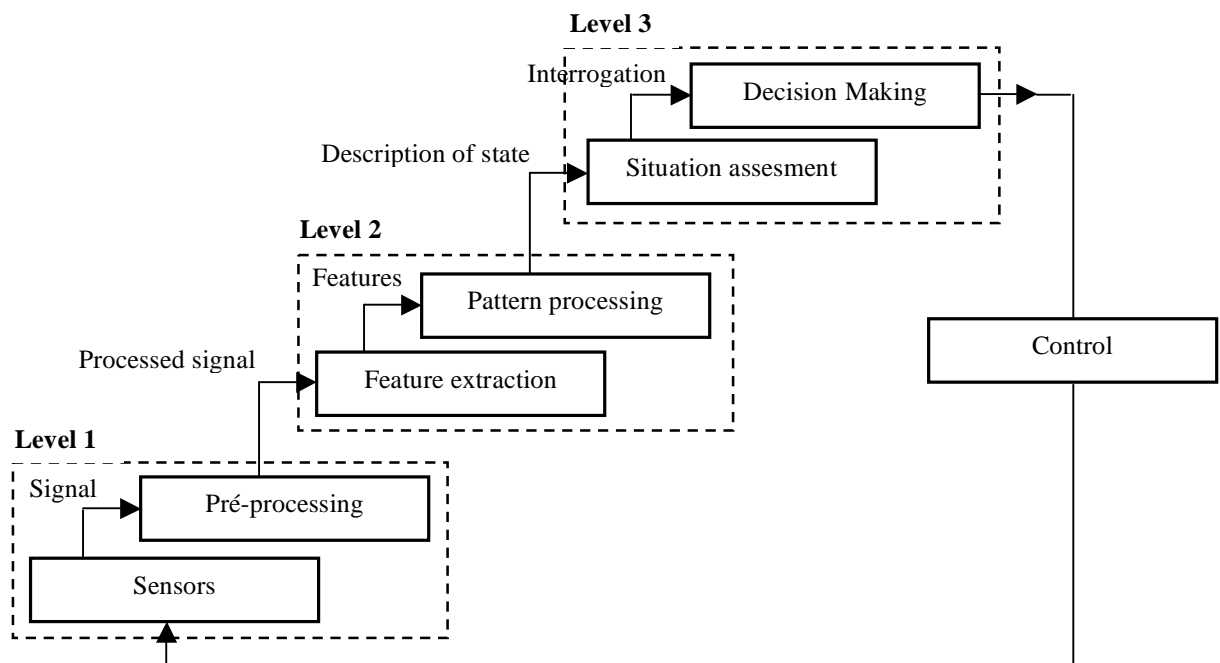 Level 3
Interrogation
Decision Making
Description of state
Situation assesment
Level 2
Features
Pattern processing
Control
Processed signal
Feature extraction
Level 1
Signal
Pré-processing
Sensors